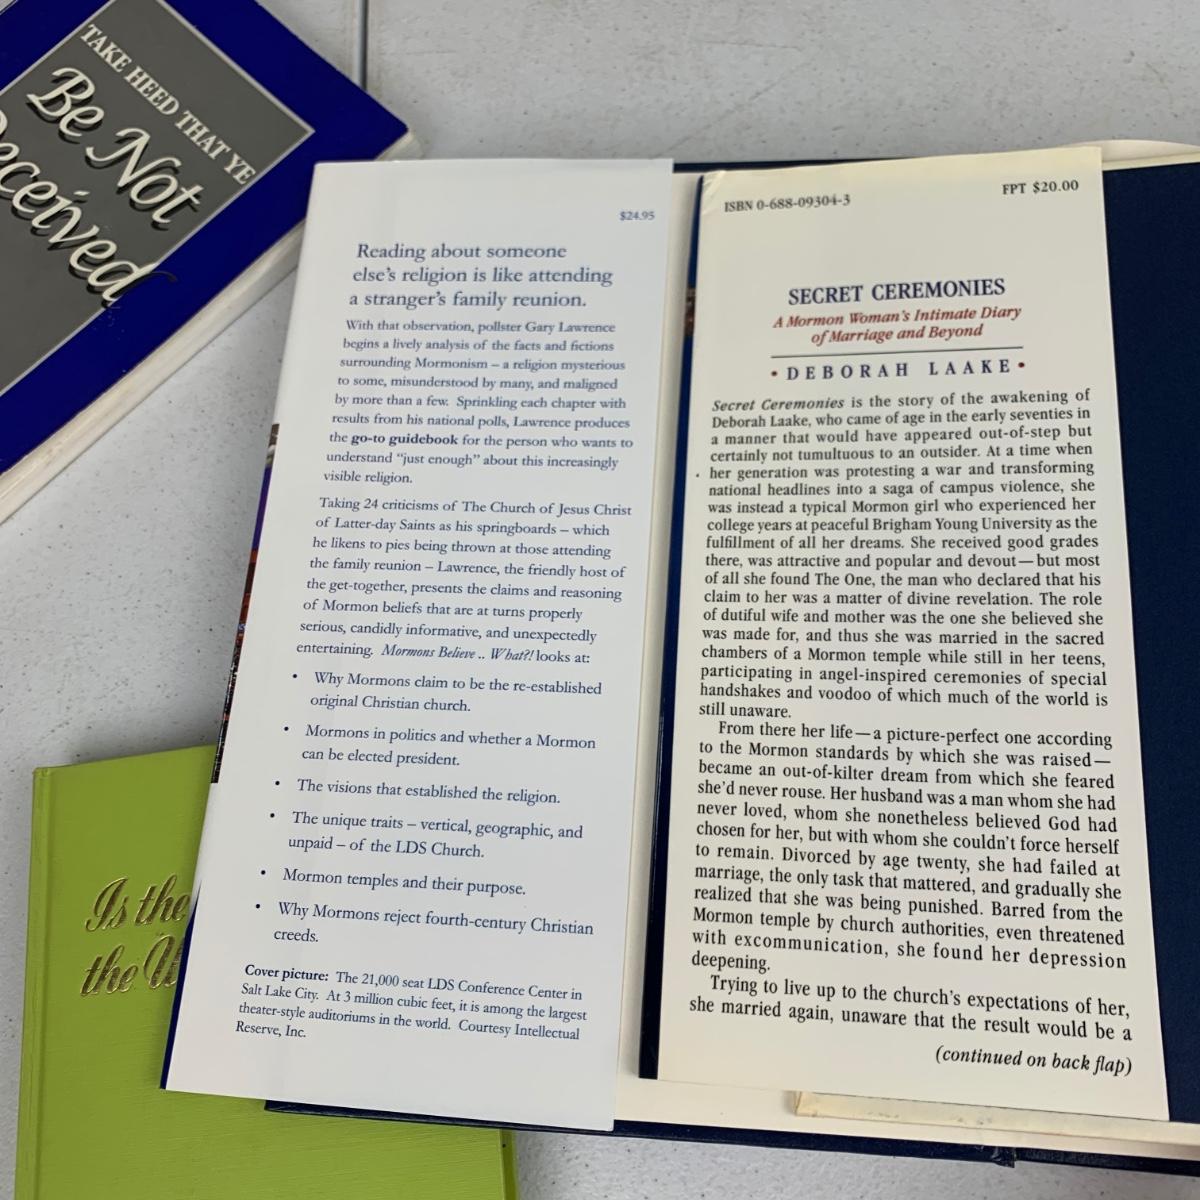 TAKE HEED THAT YE
Be Not
Deceived
$24.95
Reading about someone
else's religion is like attending
a stranger's family reunion.
With that observation, pollster Gary Lawrence
begins a lively analysis of the facts and fictions
surrounding Mormonism – a religion mysterious
to some, misunderstood by many, and maligned
by more than a few. Sprinkling each chapter with
results from his national polls, Lawrence produces
the go-to guidebook for the person who wants to
understand “just enough” about this increasingly
visible religion.
Taking 24 criticisms of The Church of Jesus Christ
of Latter-day Saints as his springboards – which
he likens to pies being thrown at those attending
the family reunion – Lawrence, the friendly host of
the get-together, presents the claims and reasoning
of Mormon beliefs that are at turns properly
serious, candidly informative, and unexpectedly
entertaining. Mormons Believe .. What?! looks at:
• Why Mormons claim to be the re-established
original Christian church.
• Mormons in politics and whether a Mormon
can be elected president.
• The visions that established the religion.
• The unique traits – vertical, geographic, and
unpaid – of the LDS Church.
• Mormon temples and their purpose.
• Why Mormons reject fourth-century Christian
creeds.
Cover picture: The 21,000 seat LDS Conference Center in
Salt Lake City. At 3 million cubic feet, it is among the largest
theater-style auditoriums in the world. Courtesy Intellectual
Reserve, Inc.
ISBN 0-688-09304-3
FPT $20.00
SECRET CEREMONIES
A Mormon Woman's Intimate Diary
of Marriage and Beyond
• DEBORAH LAAKE •
Secret Ceremonies is the story of the awakening of
Deborah Laake, who came of age in the early seventies in
a manner that would have appeared out-of-step but
certainly not tumultuous to an outsider. At a time when
her generation was protesting a war and transforming
national headlines into a saga of campus violence, she
was instead a typical Mormon girl who experienced her
college years at peaceful Brigham Young University as the
fulfillment of all her dreams. She received good grades
there, was attractive and popular and devout—but most
of all she found The One, the man who declared that his
claim to her was a matter of divine revelation. The role
of dutiful wife and mother was the one she believed she
was made for, and thus she was married in the sacred
chambers of a Mormon temple while still in her teens,
participating in angel-inspired ceremonies of special
handshakes and voodoo of which much of the world is
still unaware.
From there her life—a picture-perfect one according
to the Mormon standards by which she was raised—
became an out-of-kilter dream from which she feared
she'd never rouse. Her husband was a man whom she had
never loved, whom she nonetheless believed God had
chosen for her, but with whom she couldn't force herself
to remain. Divorced by age twenty, she had failed at
marriage, the only task that mattered, and gradually she
realized that she was being punished. Barred from the
Mormon temple by church authorities, even threatened
with excommunication, she found her depression
deepening.
Trying to live up to the church's expectations of her,
she married again, unaware that the result would be a
(continued on back flap)
Is the
the